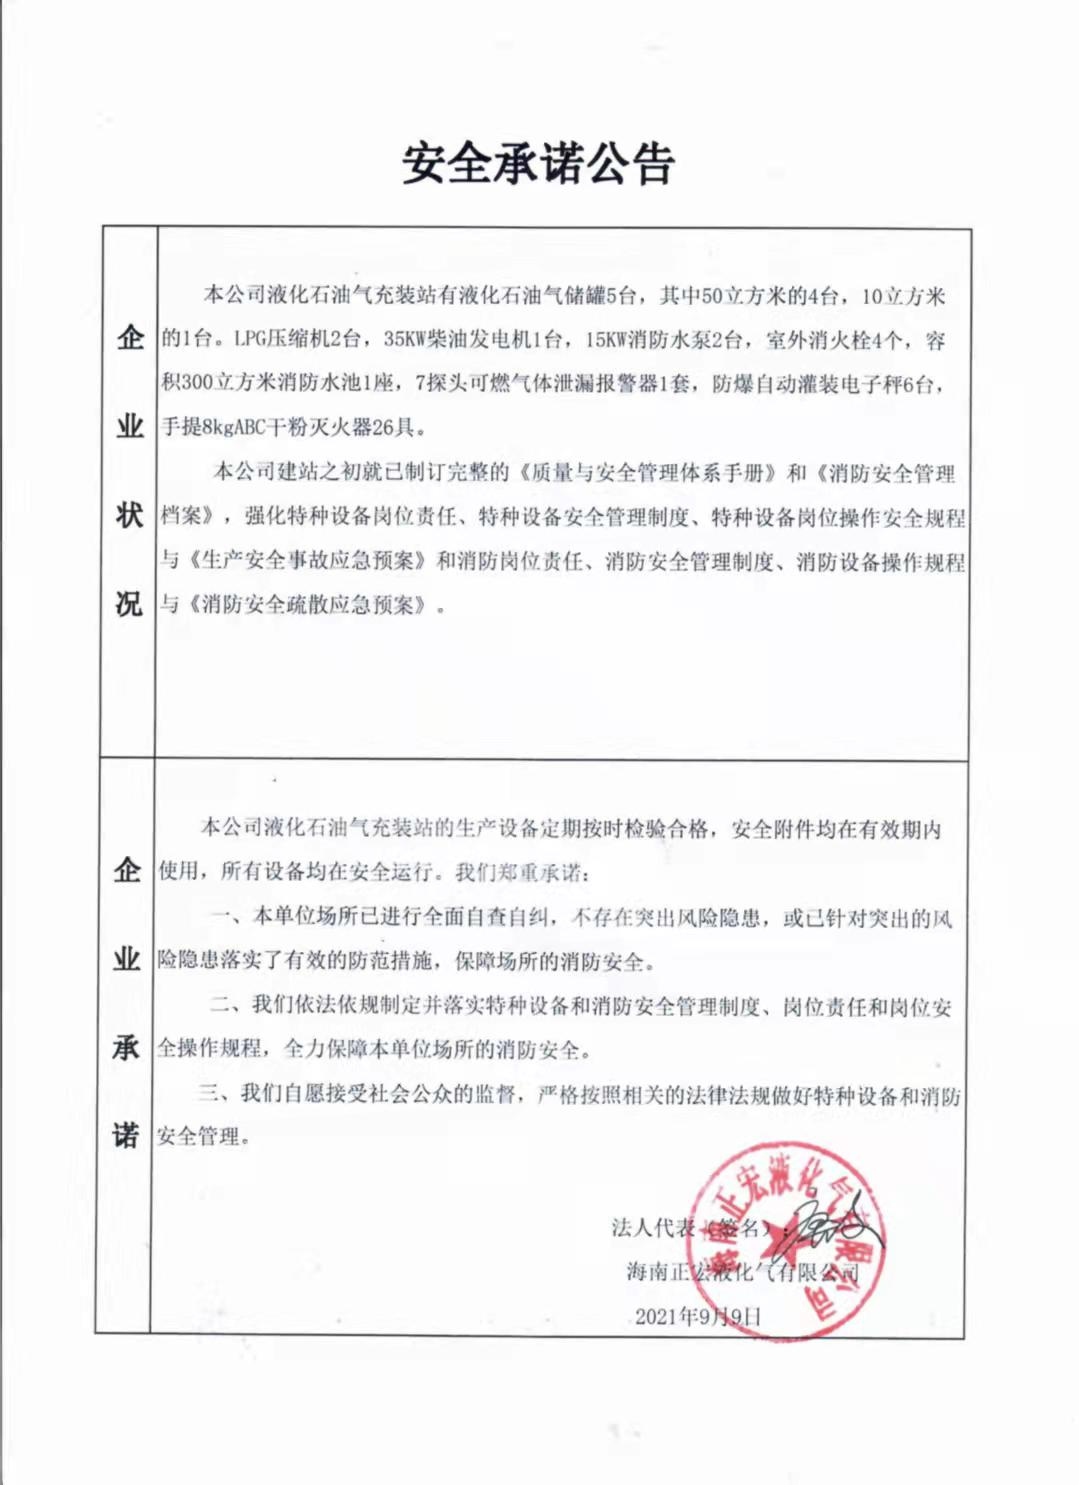 安全承诺公告
企业状况
本公司液化石油气充装站有液化石油气储罐5台，其中50立方米的4台，10立方米
的1台。LPG压缩机2台，35KW柴油发电机1台，15KW消防水泵2台，室外消火栓4个，容
积300立方米消防水池1座，7探头可燃气体泄漏报警器1套，防爆自动灌装电子秤6台，
手提8kgABC干粉灭火器26具。
本公司建站之初就已制订完整的《质量与安全管理体系手册》和《消防安全管理
档案》，强化特种设备岗位责任、特种设备安全管理制度、特种设备岗位操作安全规程
与《生产安全事故应急预案》和消防岗位责任、消防安全管理制度、消防设备操作规程
与《消防安全疏散应急预案》。
企业承诺
本公司液化石油气充装站的生产设备定期按时检验合格，安全附件均在有效期内
使用，所有设备均在安全运行。我们郑重承诺：
一、本单位场所已进行全面自查自纠，不存在突出风险隐患，或已针对突出的风
险隐患落实了有效的防范措施，保障场所的消防安全。
二、我们依法依规制定并落实特种设备和消防安全管理制度、岗位责任和岗位安
全操作规程，全力保障本单位场所的消防安全。
三、我们自愿接受社会公众的监督，严格按照相关的法律法规做好特种设备和消防
安全管理。
法人代表（签名）：
海南正宏液化气有限公司
2021年9月9日
海南正宏液化气有限公司